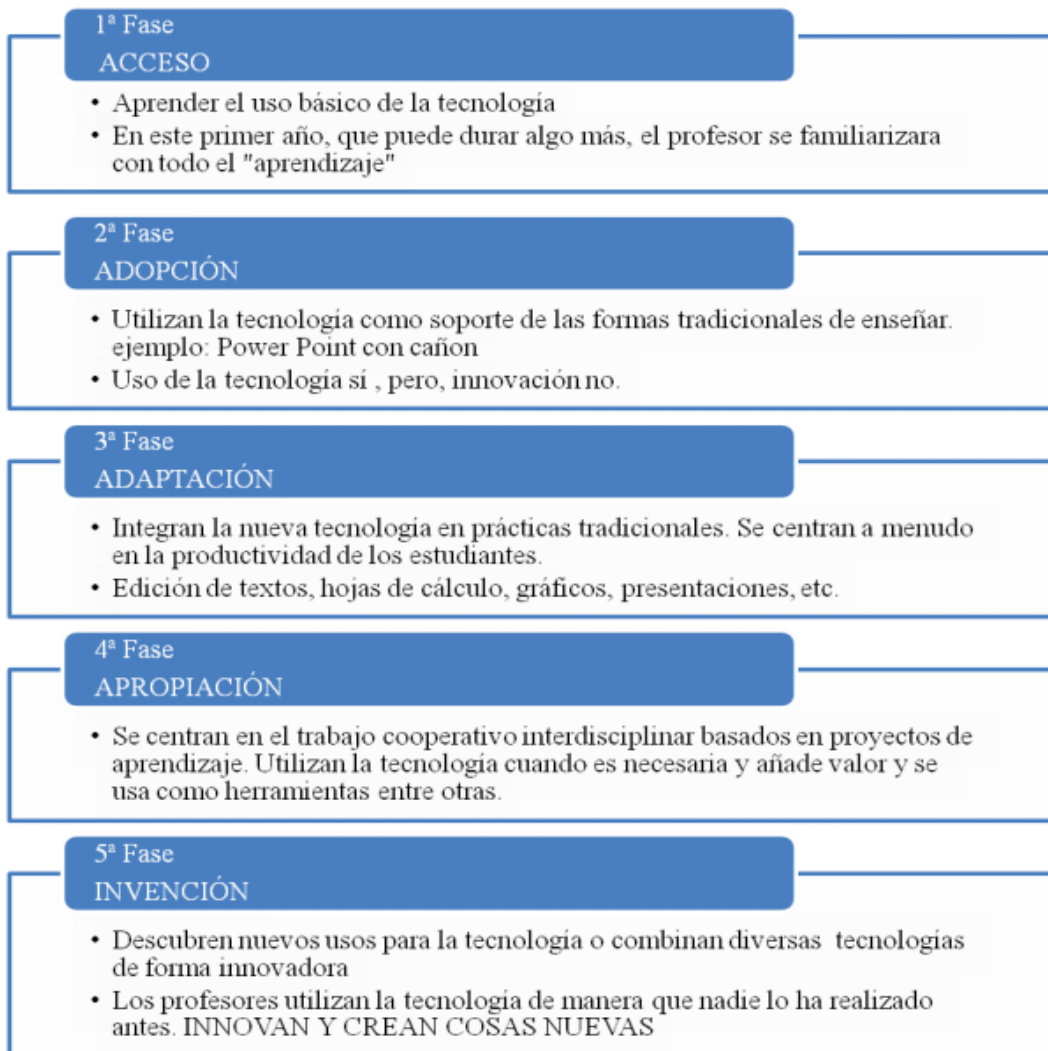 1ª Fase
ACCESO
• Aprender el uso básico de la tecnología
• En este primer año, que puede durar algo más, el profesor se familiarizara
con todo el "aprendizaje"
2ª Fase
ADOPCIÓN
• Utilizan la tecnología como soporte de las formas tradicionales de enseñar.
ejemplo: Power Point con cañon
• Uso de la tecnología sí , pero, innovación no.
3ª Fase
ADAPTACIÓN
• Integran la nueva tecnología en prácticas tradicionales. Se centran a menudo
en la productividad de los estudiantes.
• Edición de textos, hojas de cálculo, gráficos, presentaciones, etc.
4ª Fase
APROPIACIÓN
• Se centran en el trabajo cooperativo interdisciplinar basados en proyectos de
aprendizaje. Utilizan la tecnología cuando es necesaria y añade valor y se
usa como herramientas entre otras.
5ª Fase
INVENCIÓN
• Descubren nuevos usos para la tecnología o combinan diversas tecnologías
de forma innovadora
• Los profesores utilizan la tecnología de manera que nadie lo ha realizado
antes. INNOVAN Y CREAN COSAS NUEVAS